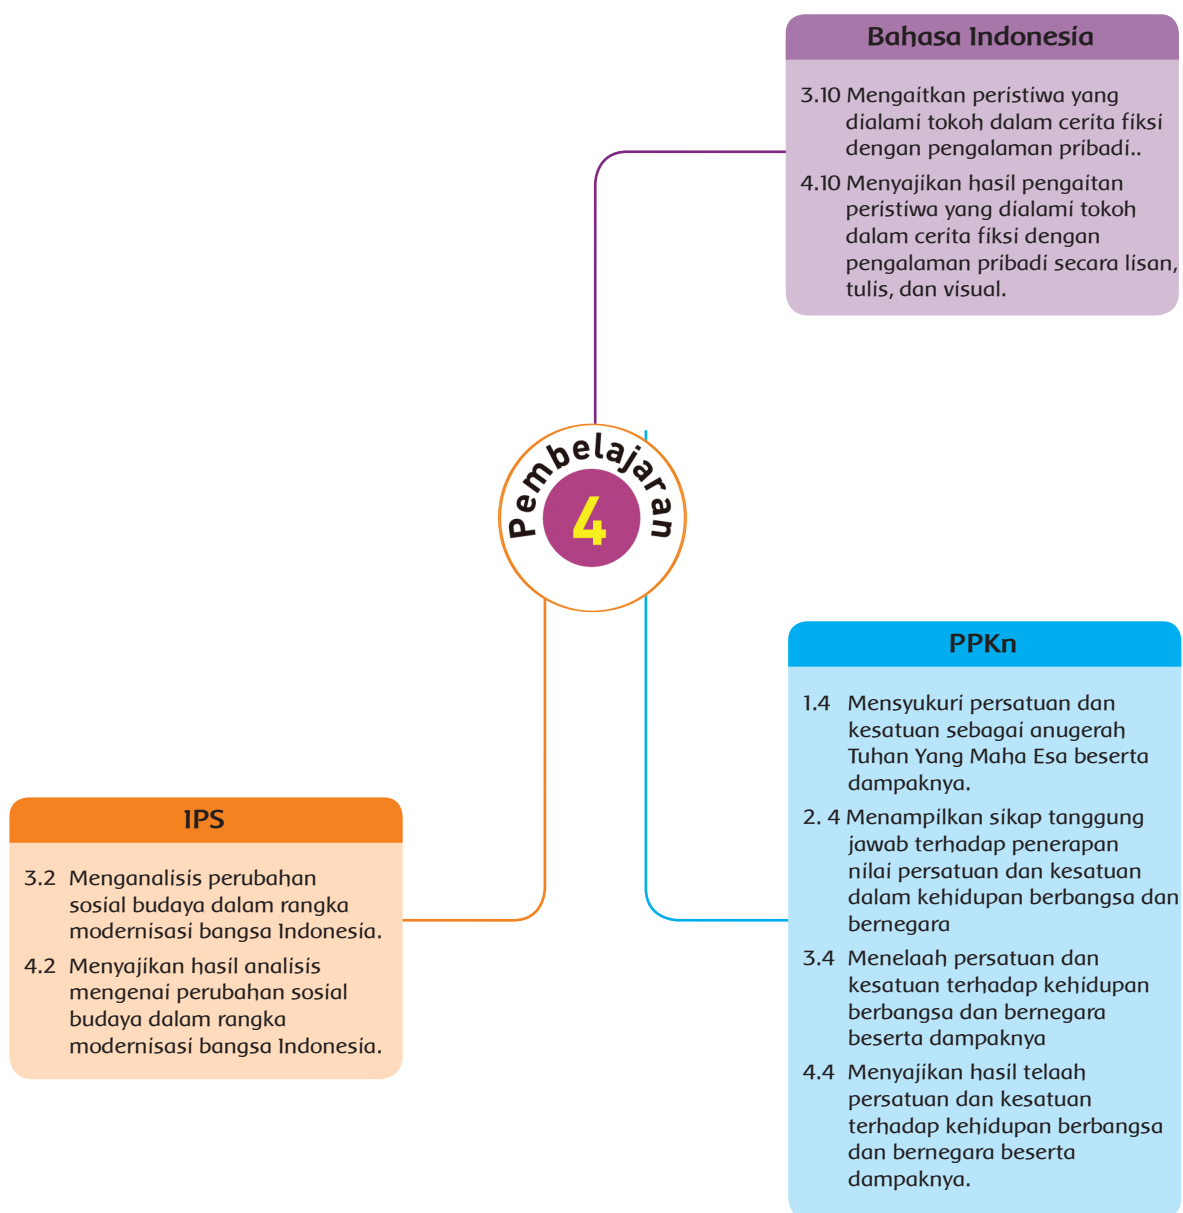 Bahasa Indonesia
3.10 Mengaitkan peristiwa yang
dialami tokoh dalam cerita fiksi
dengan pengalaman pribadi..
4.10 Menyajikan hasil pengaitan
peristiwa yang dialami tokoh
dalam cerita fiksi dengan
pengalaman pribadi secara lisan,
tulis, dan visual.
Pembelajaran
4
PPKn
1.4 Mensyukuri persatuan dan
kesatuan sebagai anugerah
Tuhan Yang Maha Esa beserta
dampaknya.
2. 4 Menampilkan sikap tanggung
jawab terhadap penerapan
nilai persatuan dan kesatuan
dalam kehidupan berbangsa dan
bernegara
3.4 Menelaah persatuan dan
kesatuan terhadap kehidupan
berbangsa dan bernegara
beserta dampaknya
4.4 Menyajikan hasil telaah
persatuan dan kesatuan
terhadap kehidupan berbangsa
dan bernegara beserta
dampaknya.
IPS
3.2 Menganalisis perubahan
sosial budaya dalam rangka
modernisasi bangsa Indonesia.
4.2 Menyajikan hasil analisis
mengenai perubahan sosial
budaya dalam rangka
modernisasi bangsa Indonesia.